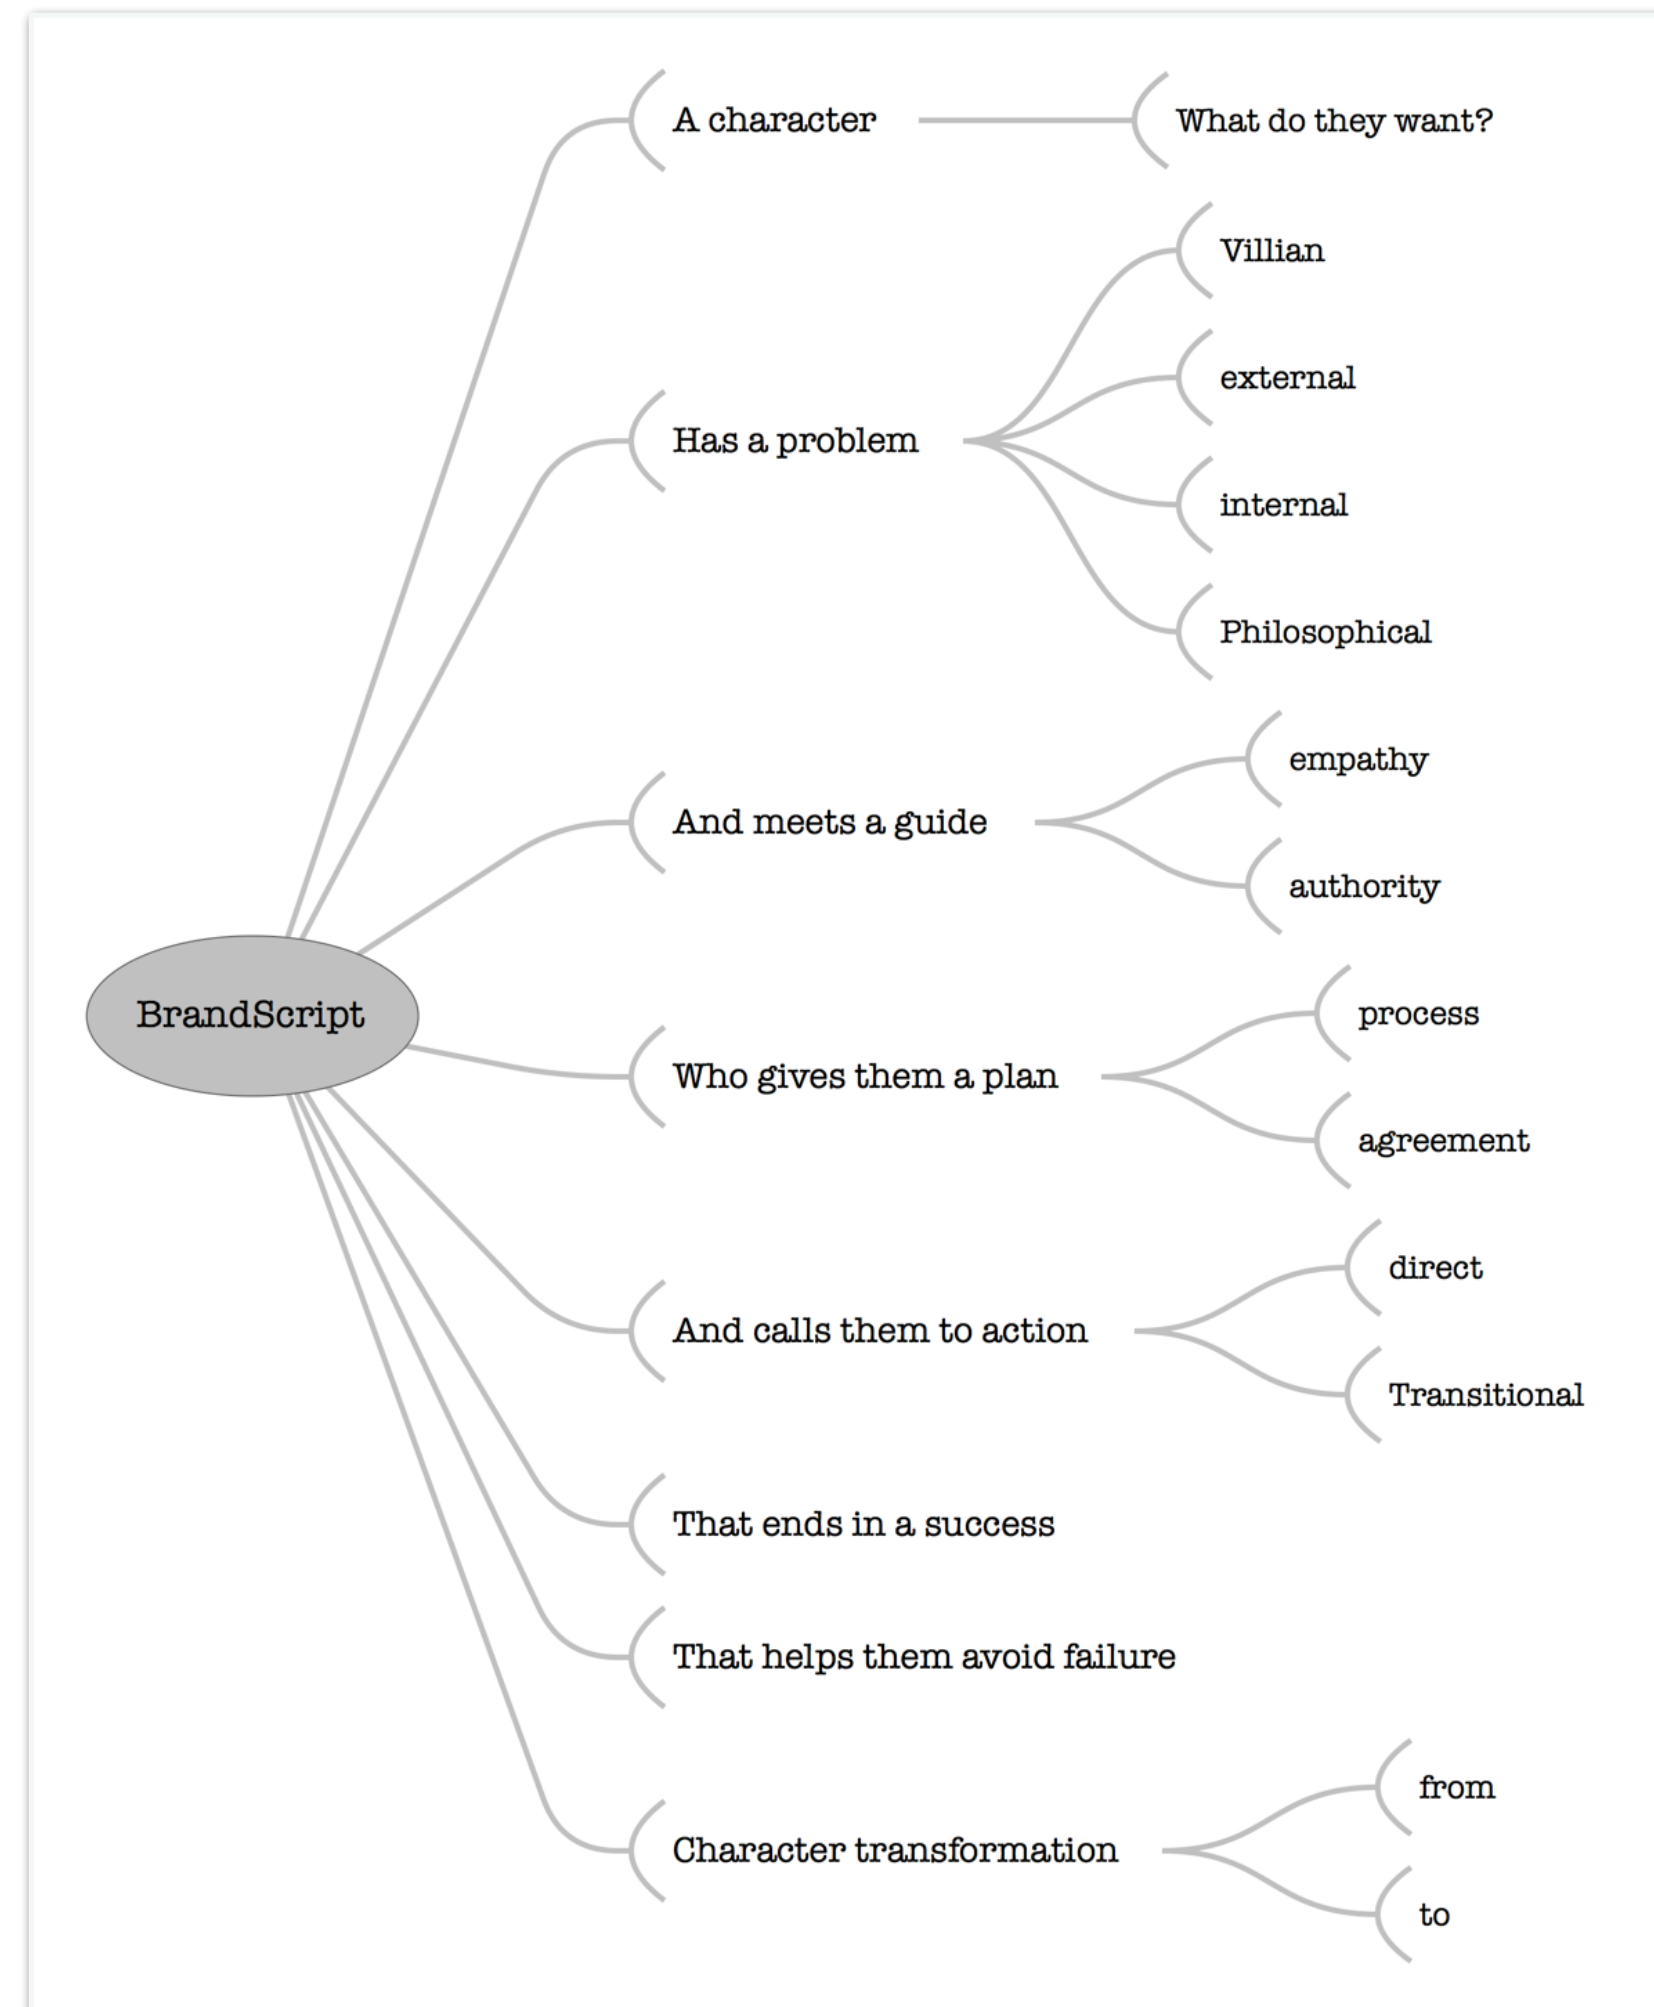 A character
What do they want?
Has a problem
Villian
external
internal
Philosophical
And meets a guide
empathy
authority
BrandScript
Who gives them a plan
process
agreement
And calls them to action
direct
Transitional
That ends in a success
That helps them avoid failure
Character transformation
from
to